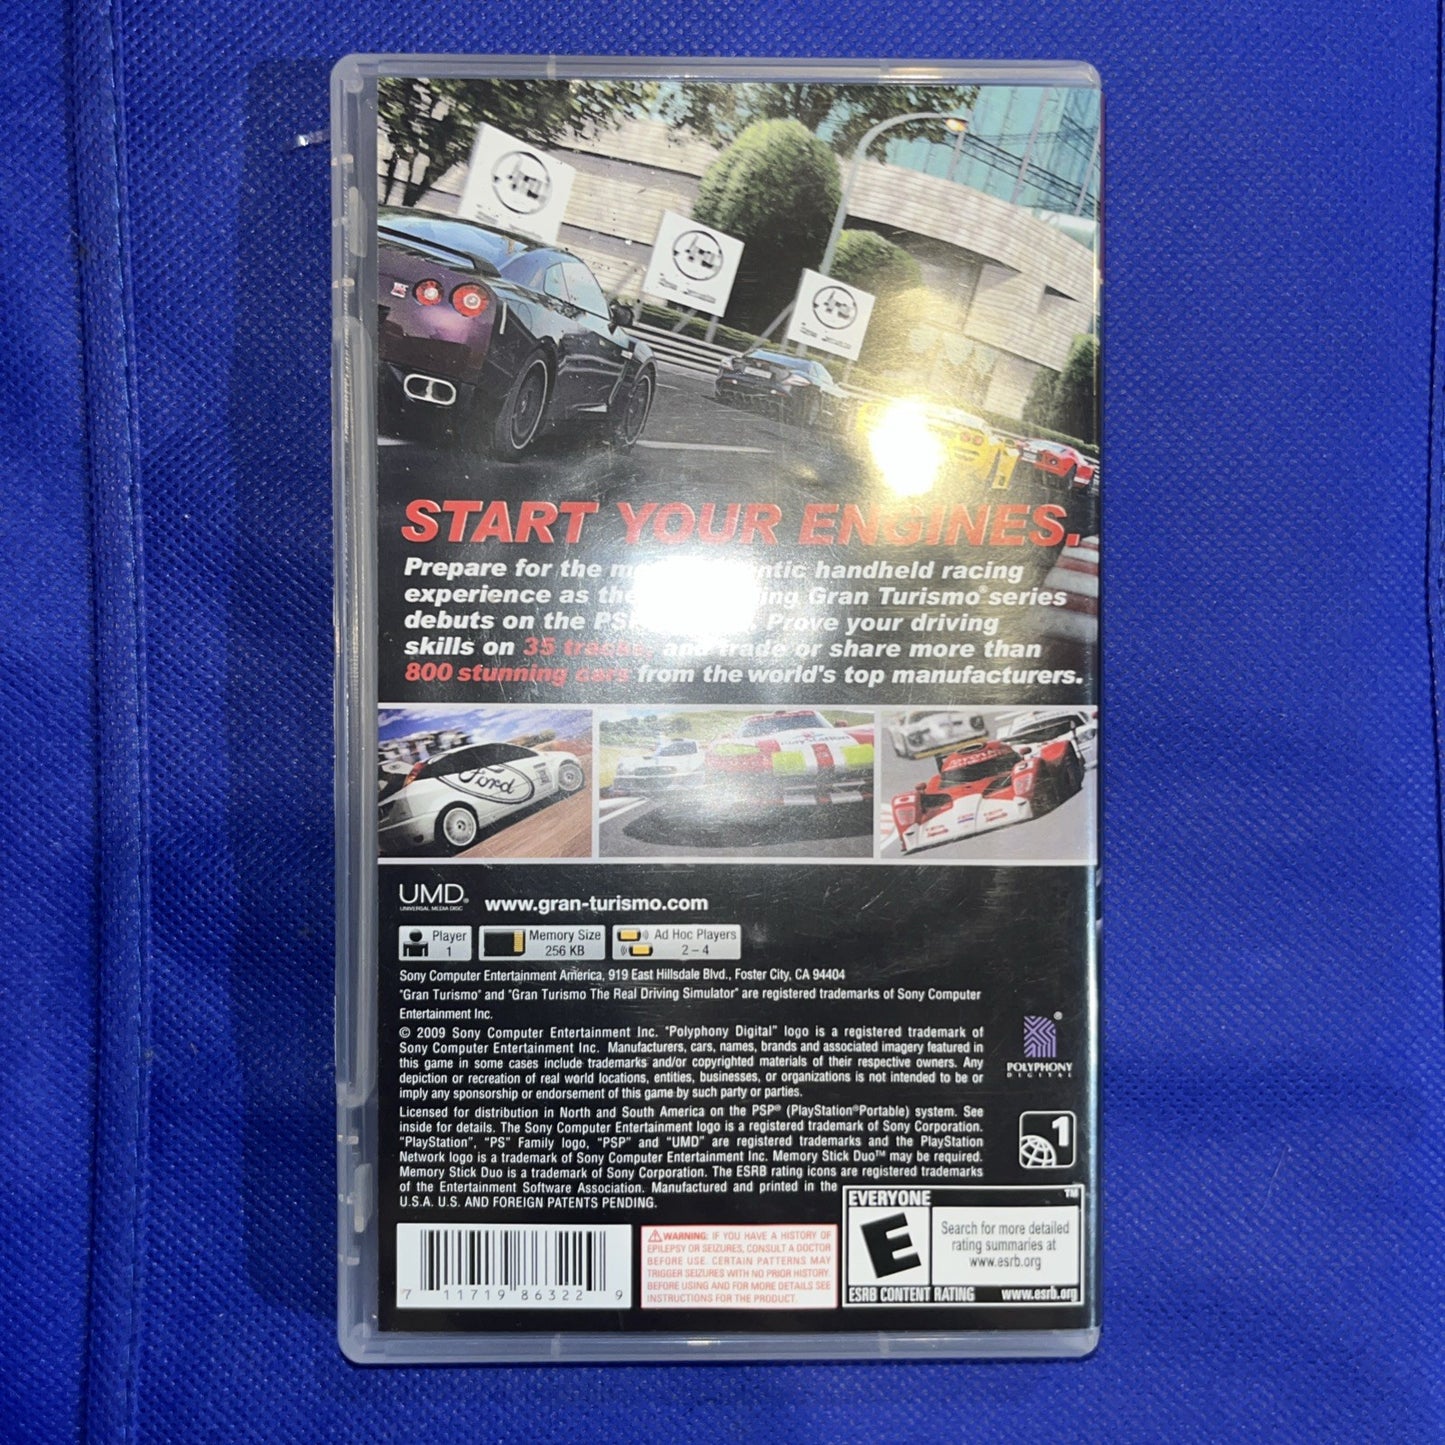 START YOUR ENGINES.
Prepare for the handheld racing
experience as Gran Turismo® series
debuts on the Prove your driving
skills on 35 tracks, and trade or share more than
800 stunning cars from the world's top manufacturers.
Ford
UMD®
UNIVERSAL MEDIA DISC
www.gran-turismo.com
Player
1
Memory Size
256 KB
Ad Hoc Players
2 – 4
Sony Computer Entertainment America, 919 East Hillsdale Blvd., Foster City, CA 94404
"Gran Turismo" and "Gran Turismo The Real Driving Simulator" are registered trademarks of Sony Computer
Entertainment Inc.
© 2009 Sony Computer Entertainment Inc. "Polyphony Digital" logo is a registered trademark of
Sony Computer Entertainment Inc. Manufacturers, cars, names, brands and associated imagery featured in
this game in some cases include trademarks and/or copyrighted materials of their respective owners. Any
depiction or recreation of real world locations, entities, businesses, or organizations is not intended to be or
imply any sponsorship or endorsement of this game by such party or parties.
Licensed for distribution in North and South America on the PSP® (PlayStation®Portable) system. See
inside for details. The Sony Computer Entertainment logo is a registered trademark of Sony Corporation.
"PlayStation", "PS" Family logo, "PSP" and "UMD" are registered trademarks and the PlayStation
Network logo is a trademark of Sony Computer Entertainment Inc. Memory Stick Duo™ may be required.
Memory Stick Duo is a trademark of Sony Corporation. The ESRB rating icons are registered trademarks
of the Entertainment Software Association. Manufactured and printed in the
U.S.A. U.S. AND FOREIGN PATENTS PENDING.
®
POLYPHONY
DIGITAL
1
7 11719 86322 9
WARNING: IF YOU HAVE A HISTORY OF
EPILEPSY OR SEIZURES, CONSULT A DOCTOR
BEFORE USE. CERTAIN PATTERNS MAY
TRIGGER SEIZURES WITH NO PRIOR HISTORY.
BEFORE USING AND FOR MORE DETAILS SEE
INSTRUCTIONS FOR THE PRODUCT.
EVERYONE ™
E
Search for more detailed
rating summaries at
www.esrb.org
ESRB CONTENT RATING www.esrb.org